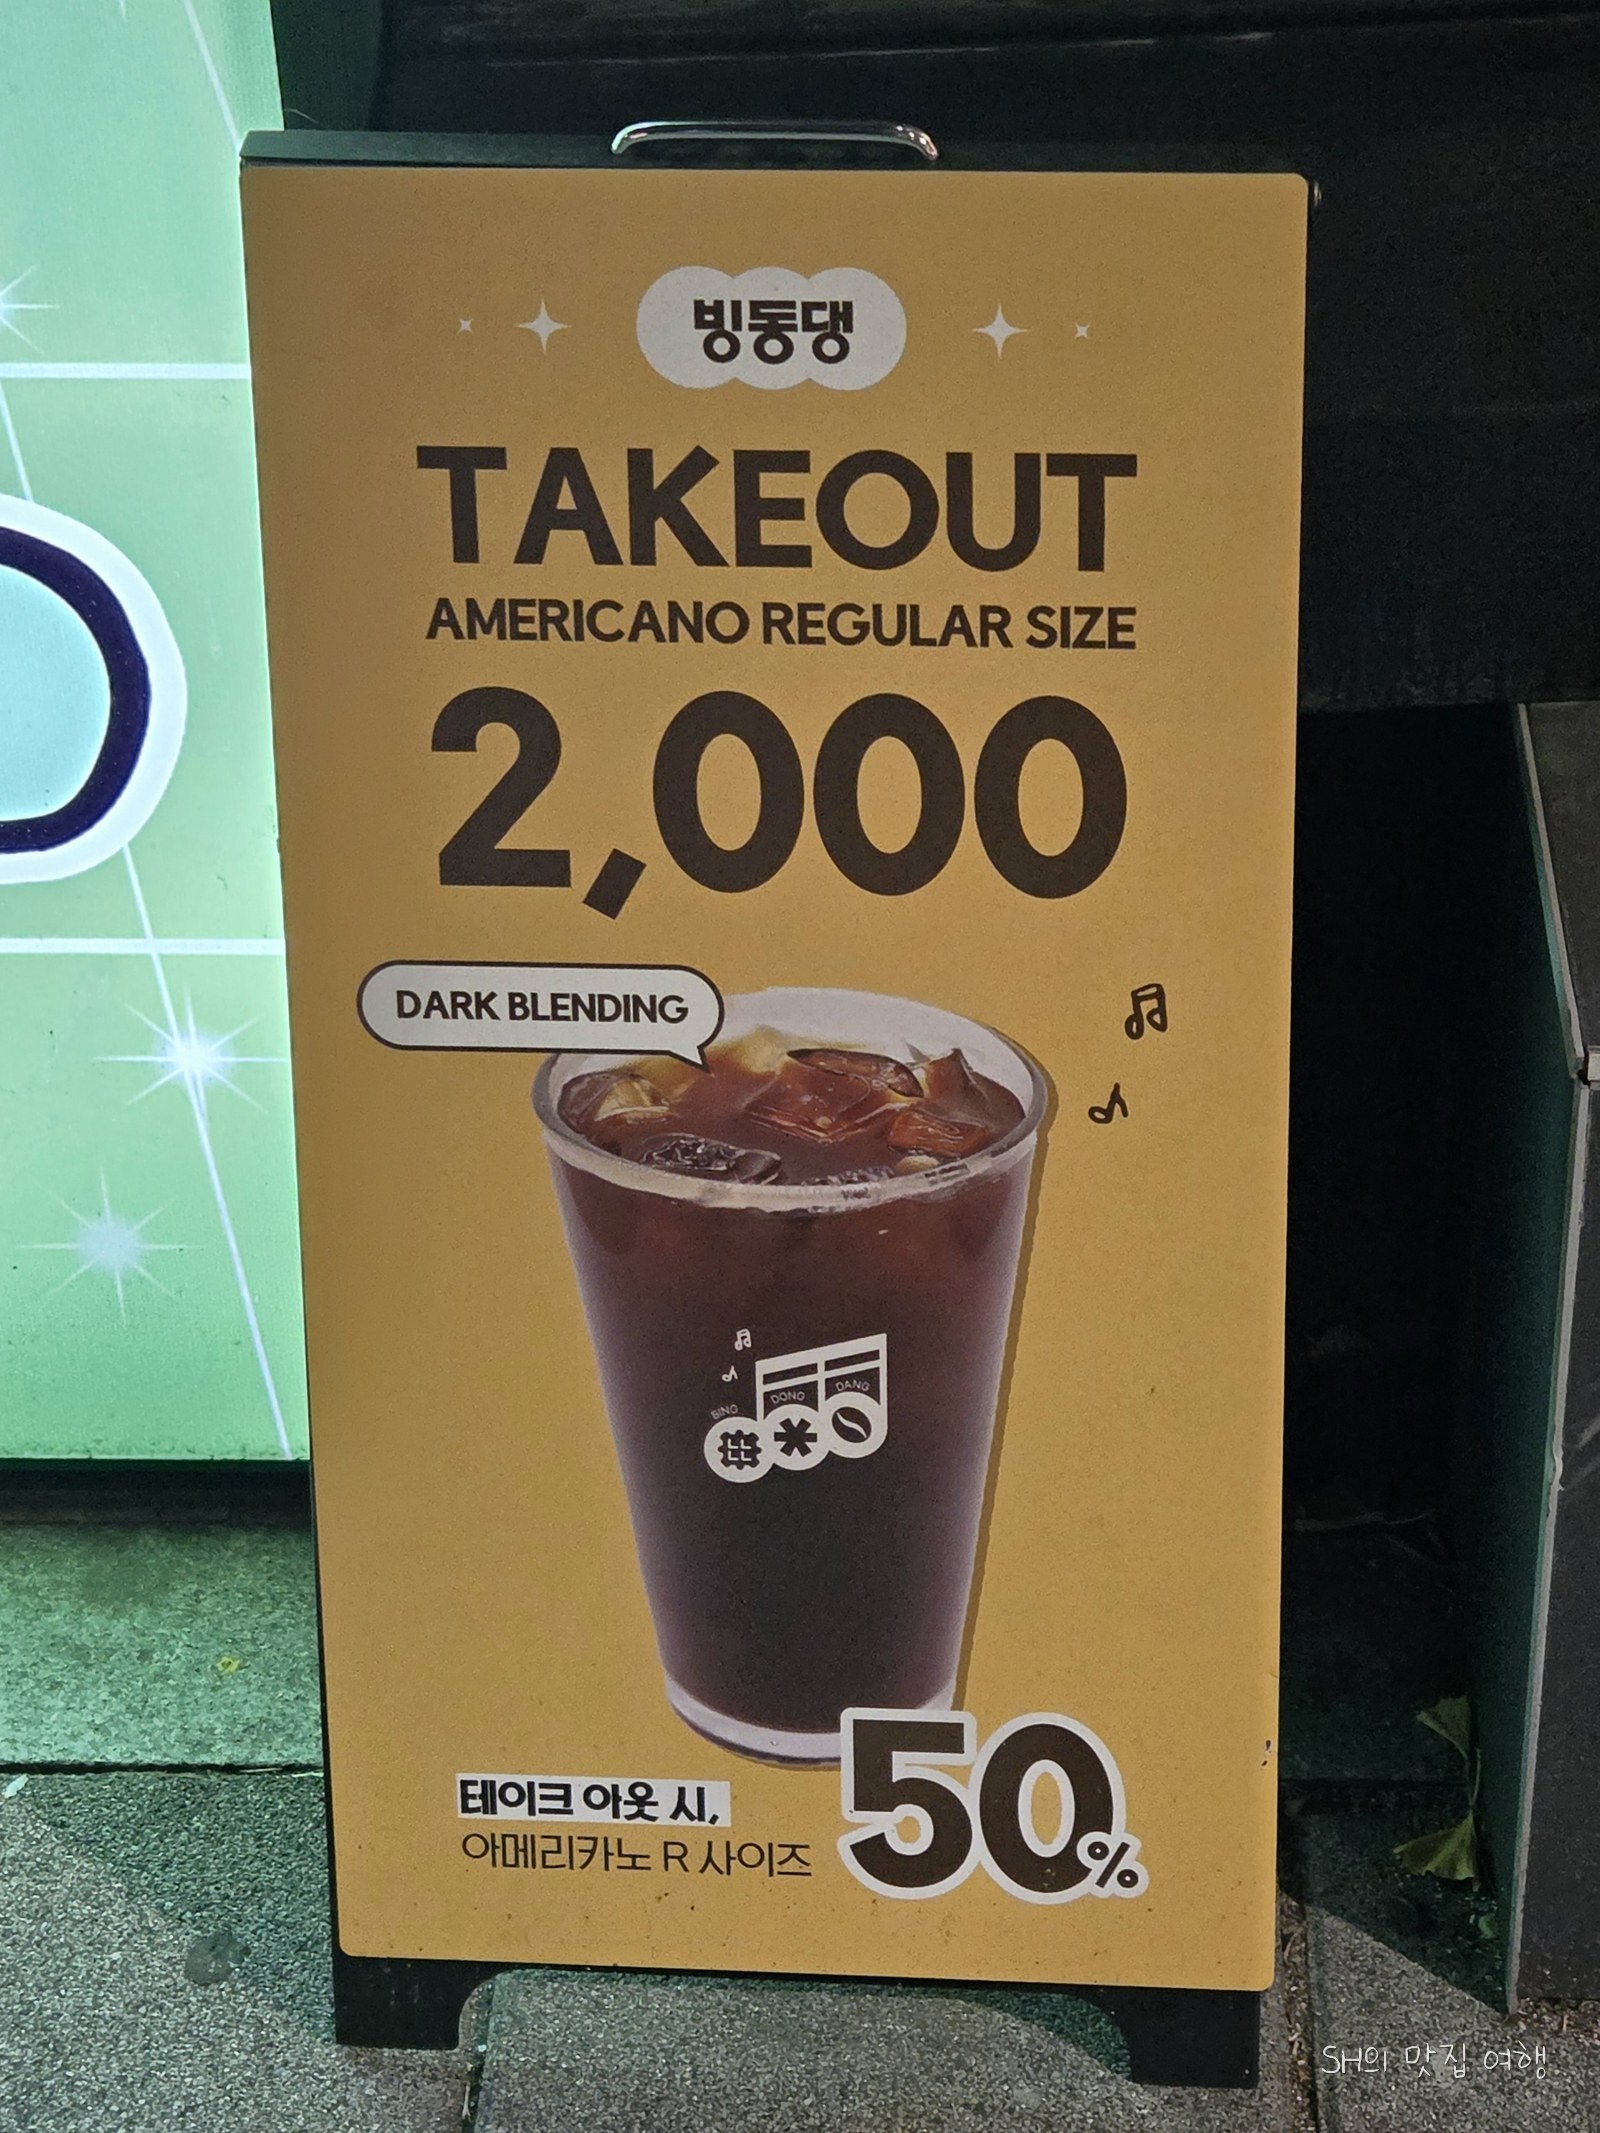 빙동댕
TAKEOUT
AMERICANO REGULAR SIZE
2,000
DARK BLENDING
BING DONG DANG
테이크 아웃 시,
아메리카노 R 사이즈
50%
SH의 맛집 여행